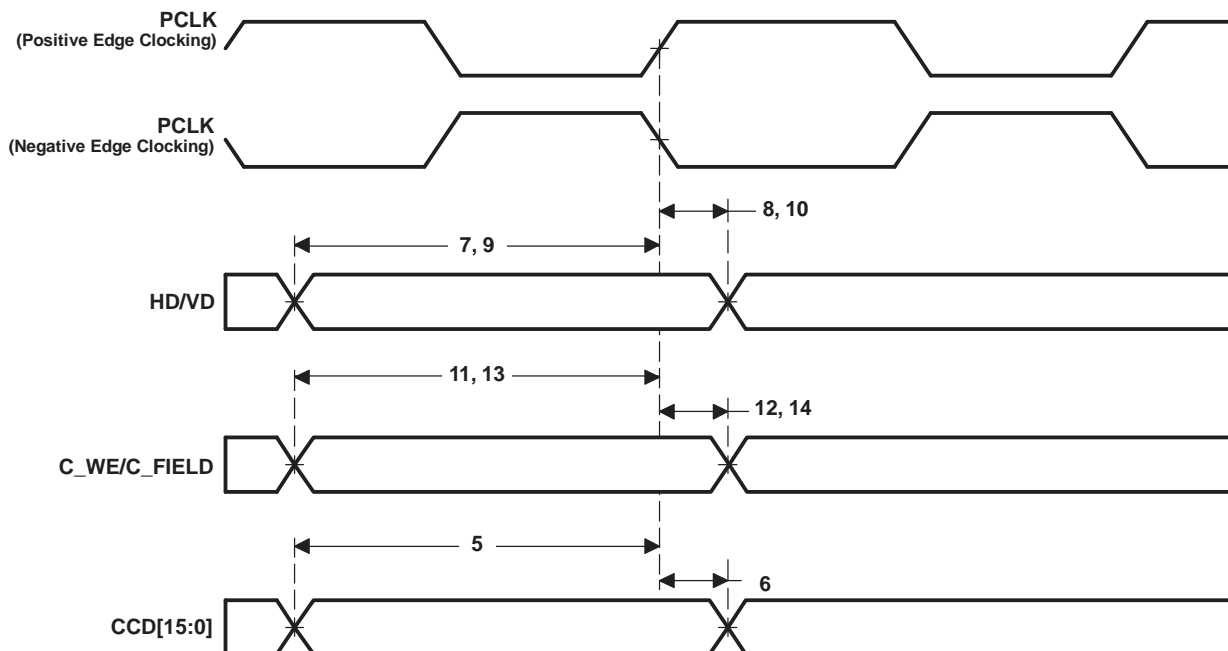 PCLK
(Positive Edge Clocking)
PCLK
(Negative Edge Clocking)
8, 10
7, 9
HD/VD
11, 13
12, 14
C_WE/C_FIELD
5
6
CCD[15:0]